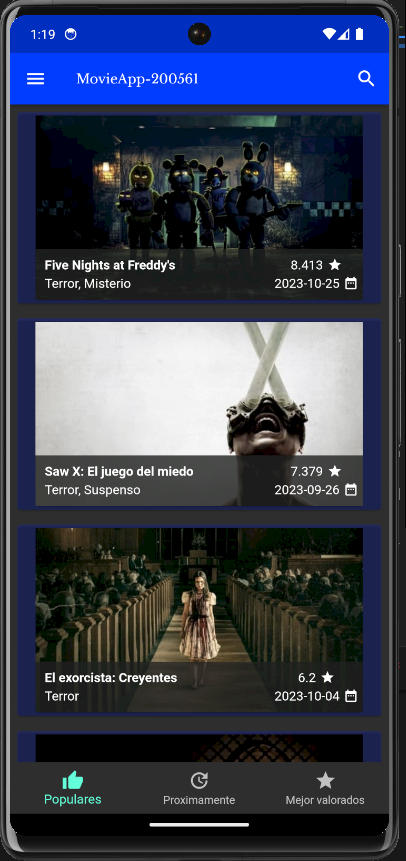 1:19
MovieApp-200561
Five Nights at Freddy's 8.413
Terror, Misterio 2023-10-25
Saw X: El juego del miedo 7.379
Terror, Suspenso 2023-09-26
El exorcista: Creyentes 6.2
Terror 2023-10-04
Populares Proximamente Mejor valorados